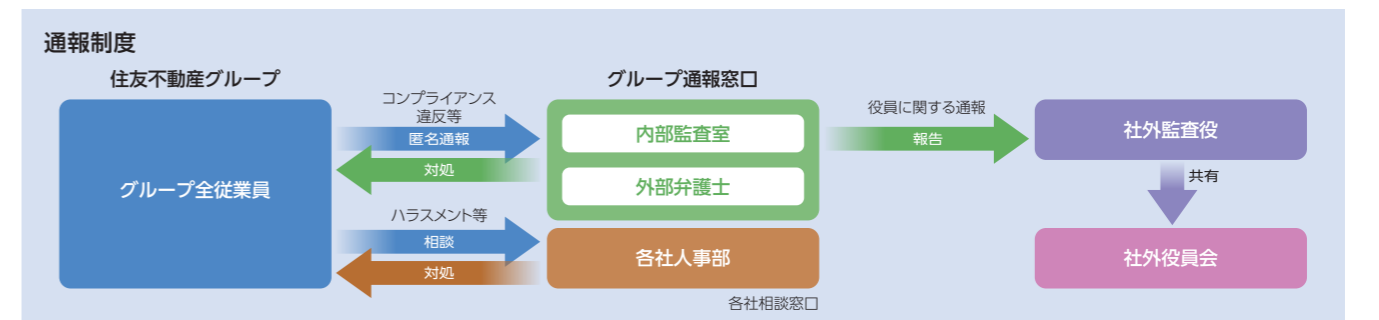 通報制度
住友不動産グループ
グループ全従業員
コンプライアンス
違反等
匿名通報
対処
ハラスメント等
相談
対処
グループ通報窓口
内部監査室
外部弁護士
各社人事部
各社相談窓口
役員に関する通報
報告
社外監査役
共有
社外役員会